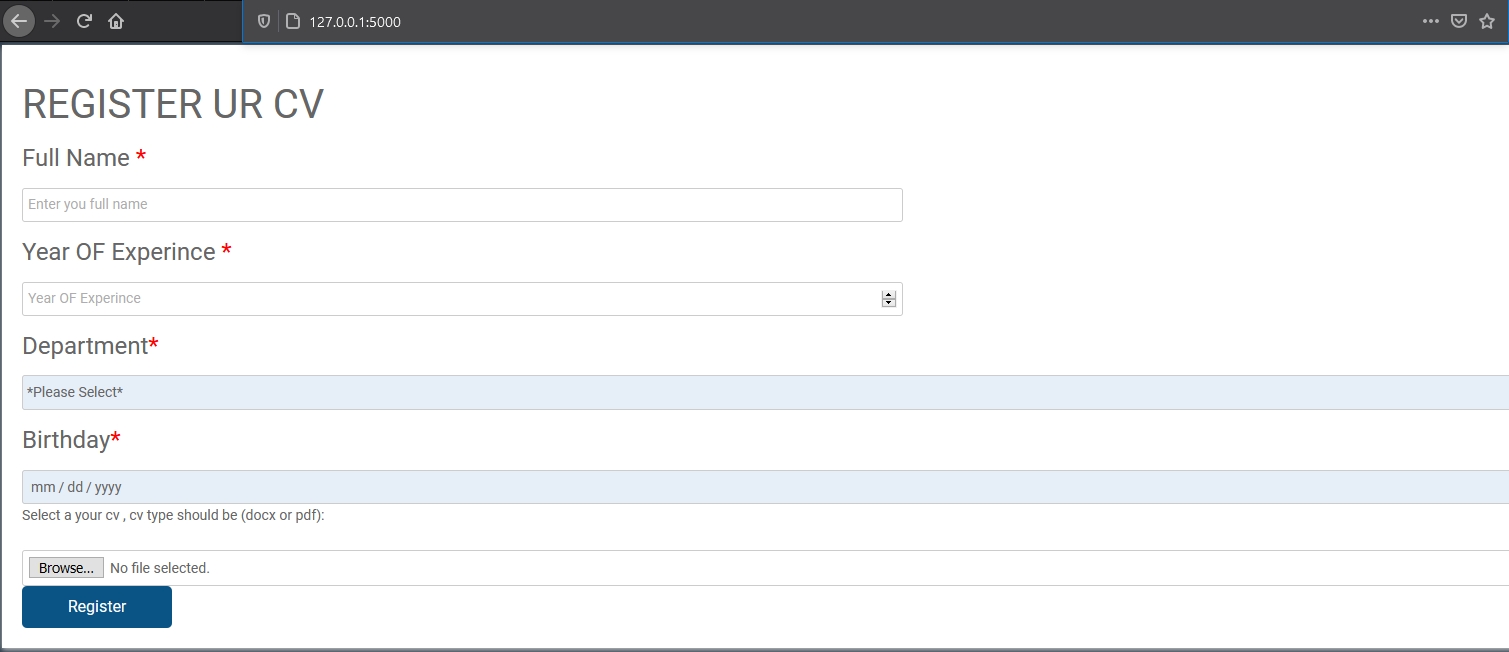 127.0.0.1:5000
REGISTER UR CV
Full Name *
Enter you full name
Year OF Experince *
Year OF Experince
Department*
*Please Select*
Birthday*
mm / dd / yyyy
Select a your cv , cv type should be (docx or pdf):
Browse... No file selected.
Register